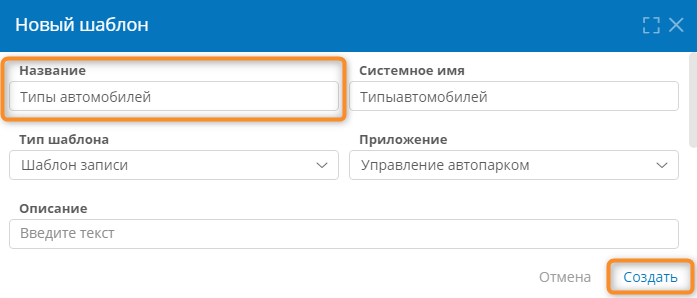 Новый шаблон
Название Системное имя
Типы автомобилей Типыавтомобилей
Тип шаблона Приложение
Шаблон записи Управление автопарком
Описание
Введите текст
Отмена Создать